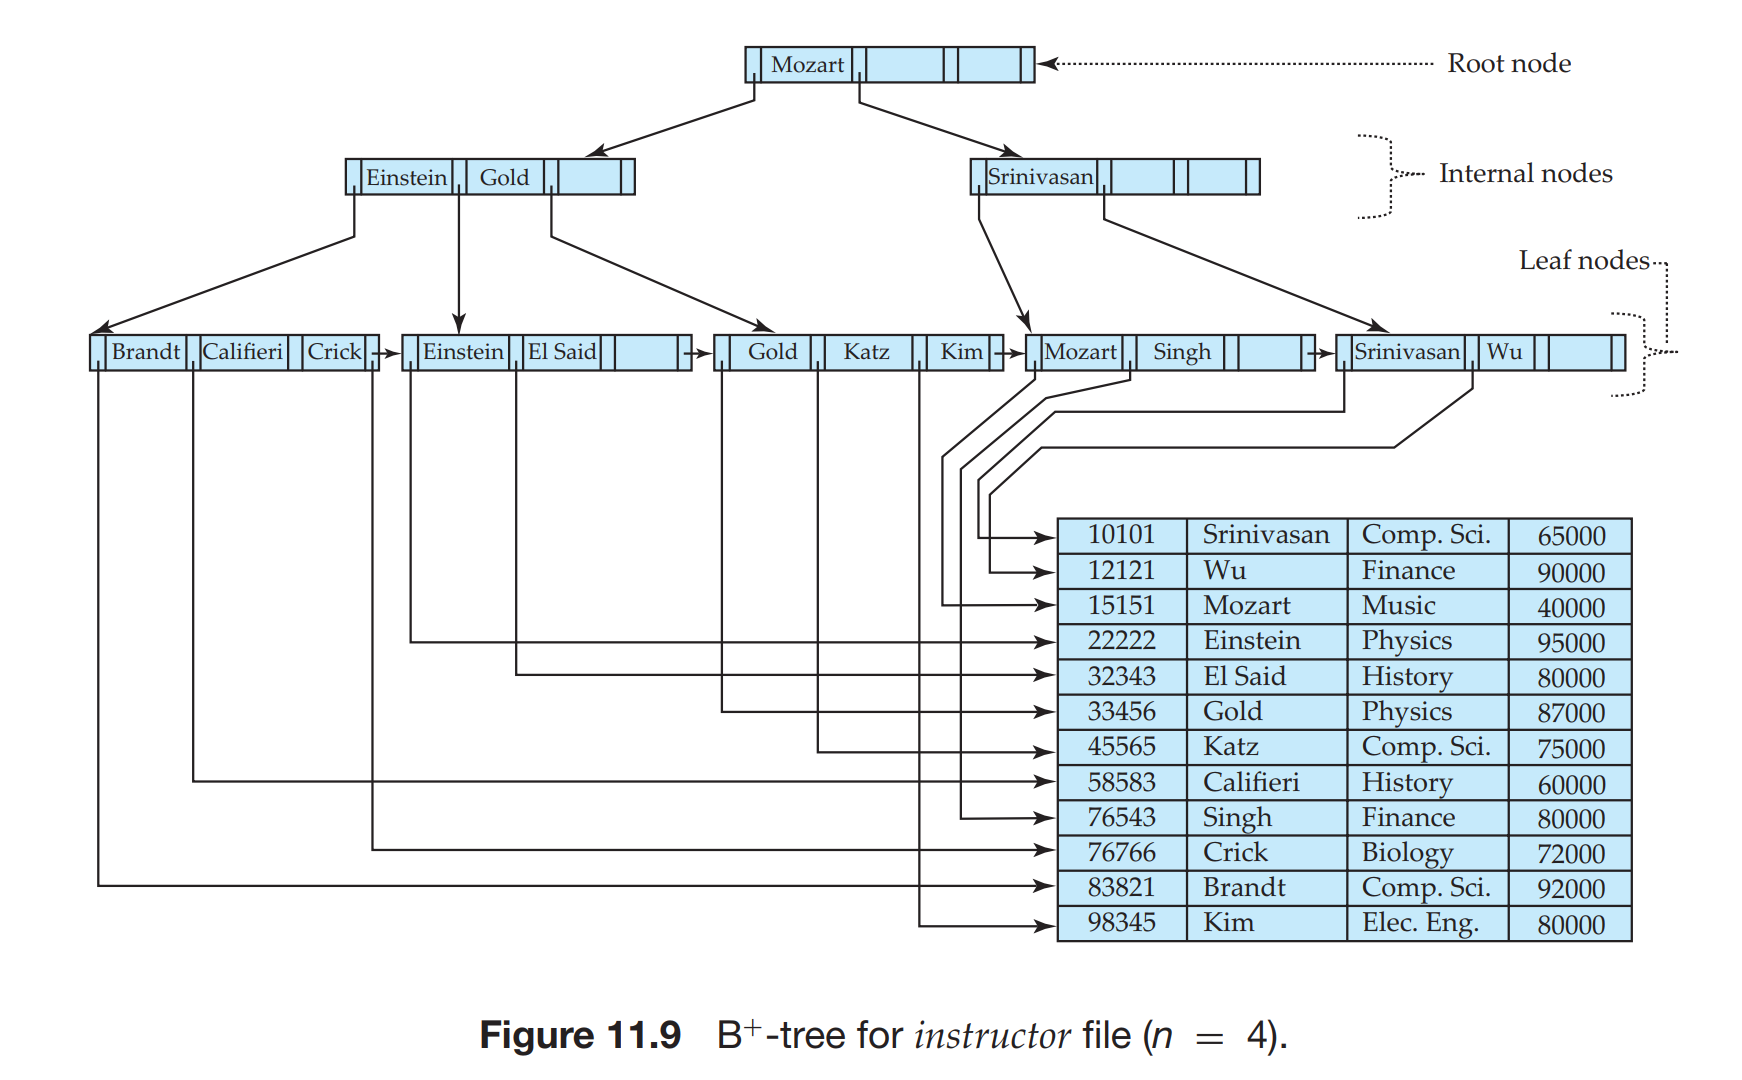 Mozart
Root node
Einstein Gold
Srinivasan
Internal nodes
Leaf nodes
Brandt Califieri Crick
Einstein El Said
Gold Katz Kim
Mozart Singh
Srinivasan Wu
10101 Srinivasan Comp. Sci. 65000
12121 Wu Finance 90000
15151 Mozart Music 40000
22222 Einstein Physics 95000
32343 El Said History 80000
33456 Gold Physics 87000
45565 Katz Comp. Sci. 75000
58583 Califieri History 60000
76543 Singh Finance 80000
76766 Crick Biology 72000
83821 Brandt Comp. Sci. 92000
98345 Kim Elec. Eng. 80000
Figure 11.9 B⁺-tree for instructor file (n = 4).